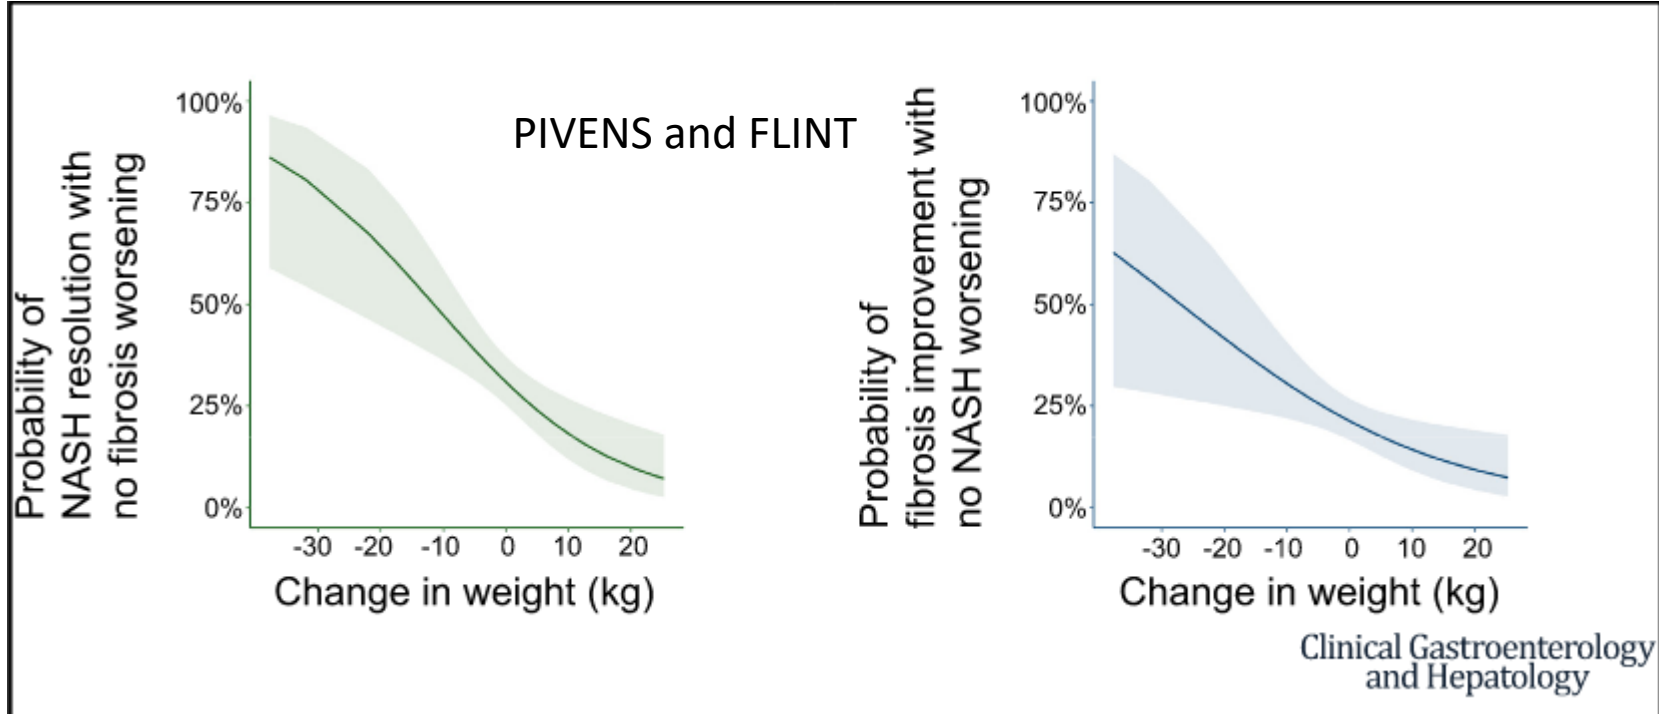 PIVENS and FLINT
Probability of
NASH resolution with
no fibrosis worsening
100%
75%
50%
25%
0%
-30 -20 -10 0 10 20
Change in weight (kg)
Probability of
fibrosis improvement with
no NASH worsening
100%
75%
50%
25%
0%
-30 -20 -10 0 10 20
Change in weight (kg)
Clinical Gastroenterology
and Hepatology